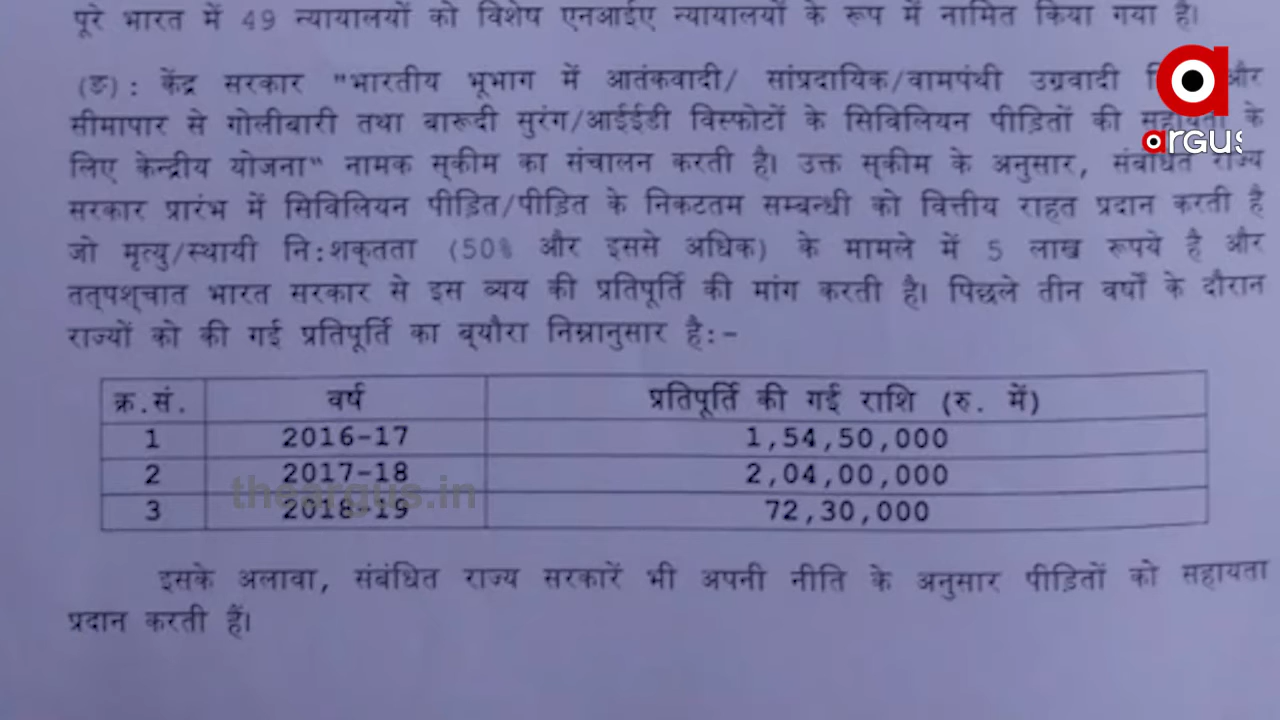 पूरे भारत में 49 न्यायालयों को विशेष एनआईए न्यायालयों के रूप में नामित किया गया है।
(ङ): केंद्र सरकार "भारतीय भूभाग में आतंकवादी/ सांप्रदायिक/वामपंथी उग्रवादी और
सीमापार से गोलीबारी तथा बारूदी सुरंग/आईईडी विस्फोटों के सिविलियन पीड़ितों की सहायता के
लिए केन्द्रीय योजना" नामक स्‌कीम का संचालन करती है। उक्त स्‌कीम के अनुसार, संबंधित राज्य
सरकार प्रारंभ में सिविलियन पीड़ित/पीड़ित के निकटतम सम्बन्धी को वित्तीय राहत प्रदान करती है
जो मृत्यु/स्थायी नि:शक्‌तता (50% और इससे अधिक) के मामले में 5 लाख रूपये है और
तत्‌पश्‌चात भारत सरकार से इस व्यय की प्रतिपूर्ति की मांग करती है। पिछले तीन वर्षों के दौरान
राज्यों को की गई प्रतिपूर्ति का ब्‌यौरा निम्नानुसार है:-
क्र.सं. वर्ष प्रतिपूर्ति की गई राशि (रु. में)
1 2016-17 1,54,50,000
2 2017-18 2,04,00,000
3 2018-19 72,30,000
इसके अलावा, संबंधित राज्य सरकारें भी अपनी नीति के अनुसार पीड़ितों को सहायता
प्रदान करती हैं।
argus
theargus.in